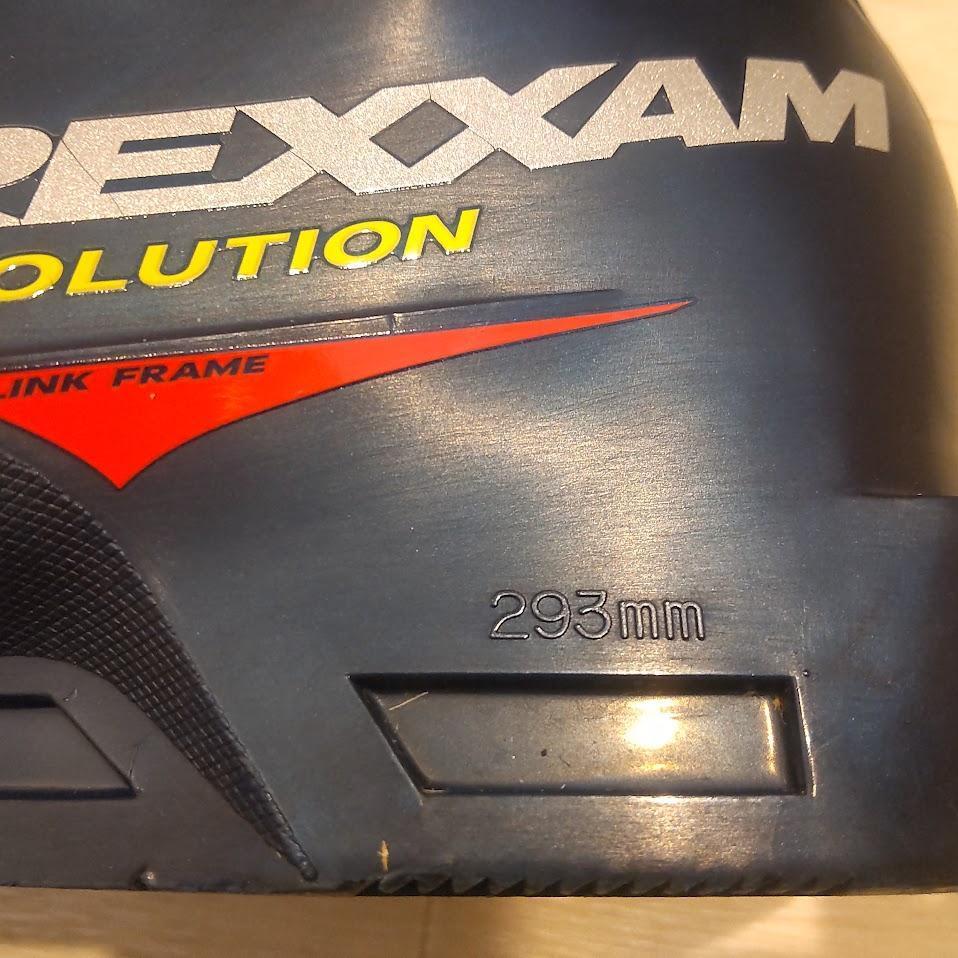 REXXAM
OLUTION
LINK FRAME
293mm